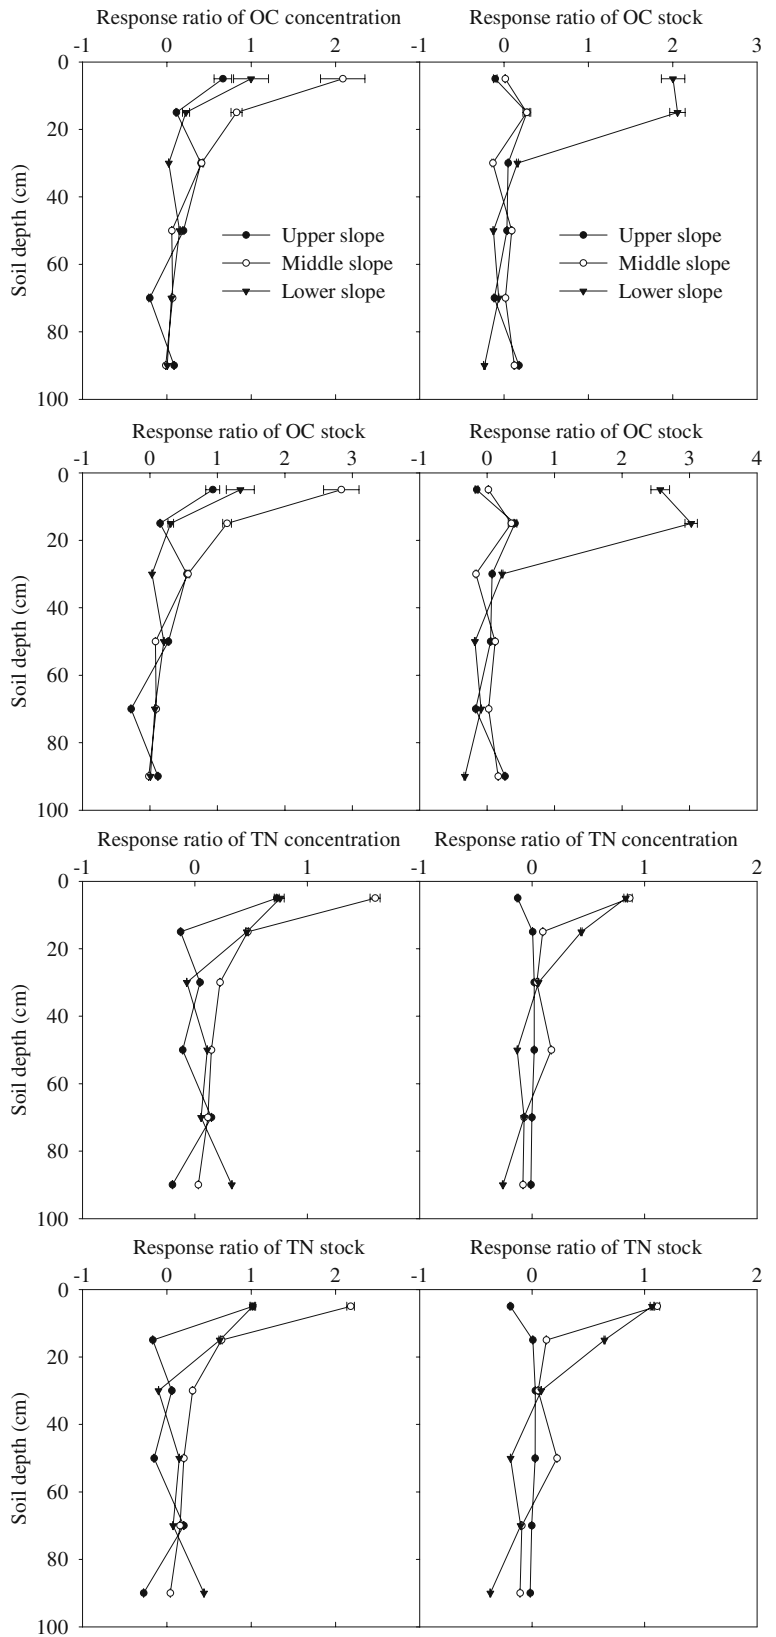 Response ratio of OC concentration
Response ratio of OC stock
-1 0 1 2 -1 0 1 2 3
0
20
40
60
80
100
Soil depth (cm)
Upper slope
Middle slope
Lower slope
Upper slope
Middle slope
Lower slope
Response ratio of OC stock
Response ratio of OC stock
-1 0 1 2 3 -1 0 1 2 3 4
0
20
40
60
80
100
Soil depth (cm)
Response ratio of TN concentration
Response ratio of TN concentration
-1 0 1 -1 0 1 2
0
20
40
60
80
100
Soil depth (cm)
Response ratio of TN stock
Response ratio of TN stock
-1 0 1 2 -1 0 1 2
0
20
40
60
80
100
Soil depth (cm)